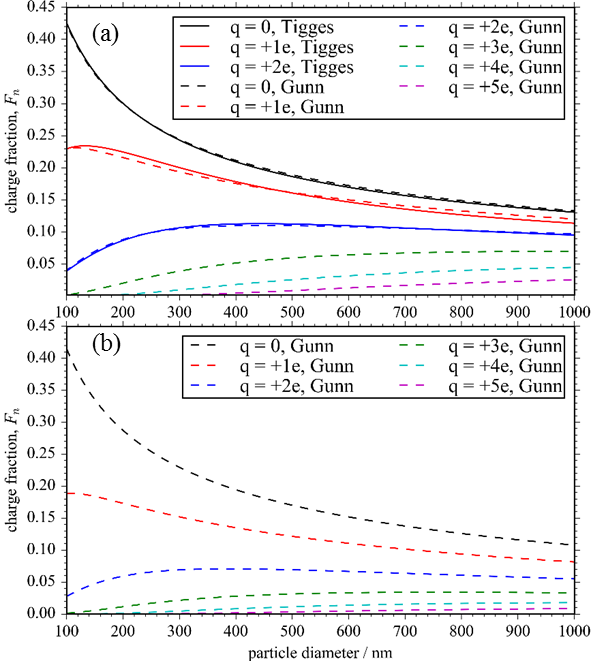 0.45
(a)
q = 0, Tigges
q = +1e, Tigges
q = +2e, Tigges
q = 0, Gunn
q = +1e, Gunn
q = +2e, Gunn
q = +3e, Gunn
q = +4e, Gunn
q = +5e, Gunn
0.40
0.35
0.30
0.25
0.20
0.15
0.10
0.05
charge fraction, Fn
100 200 300 400 500 600 700 800 900 1000
0.45
(b)
q = 0, Gunn
q = +1e, Gunn
q = +2e, Gunn
q = +3e, Gunn
q = +4e, Gunn
q = +5e, Gunn
0.40
0.35
0.30
0.25
0.20
0.15
0.10
0.05
0.00
charge fraction, Fn
100 200 300 400 500 600 700 800 900 1000
particle diameter / nm